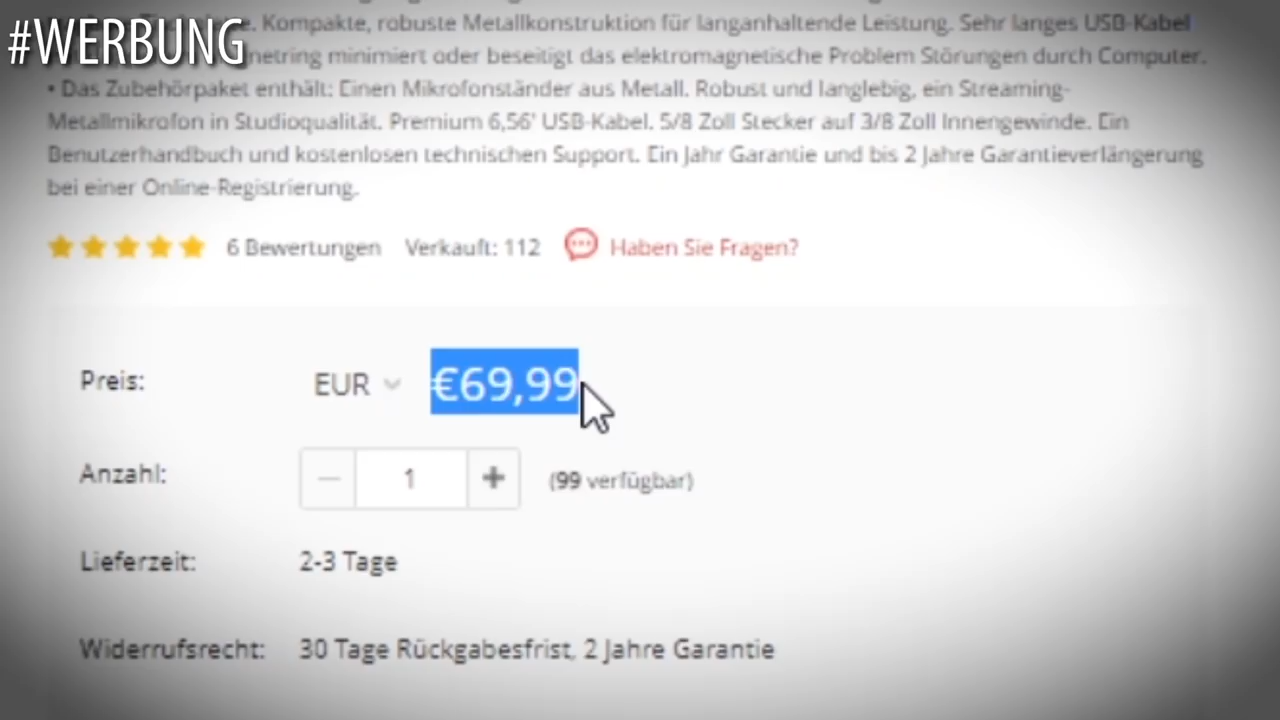 #WERBUNG
Kompakte, robuste Metallkonstruktion für langanhaltende Leistung. Sehr langes USB-Kabel
minimiert oder beseitigt das elektromagnetische Problem Störungen durch Computer.
• Das Zubehörpaket enthält: Einen Mikrofonständer aus Metall. Robust und langlebig, ein Streaming-
Metallmikrofon in Studioqualität. Premium 6,56' USB-Kabel. 5/8 Zoll Stecker auf 3/8 Zoll Innengewinde. Ein
Benutzerhandbuch und kostenlosen technischen Support. Ein Jahr Garantie und bis 2 Jahre Garantieverlängerung
bei einer Online-Registrierung.
6 Bewertungen Verkauft: 112 Haben Sie Fragen?
Preis: EUR €69,99
Anzahl: — 1 + (99 verfügbar)
Lieferzeit: 2-3 Tage
Widerrufsrecht: 30 Tage Rückgabesfrist, 2 Jahre Garantie